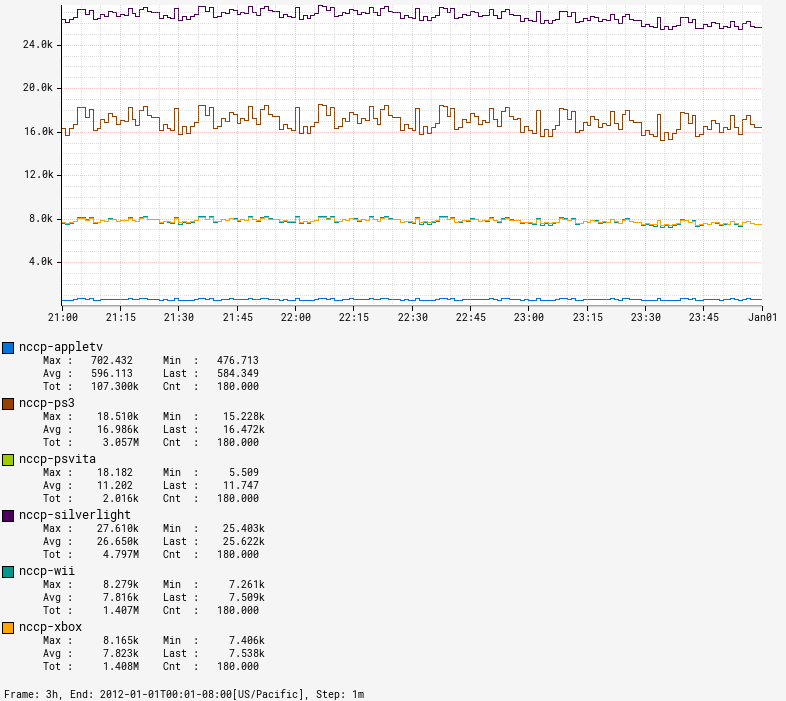 24.0k
20.0k
16.0k
12.0k
8.0k
4.0k
21:00 21:15 21:30 21:45 22:00 22:15 22:30 22:45 23:00 23:15 23:30 23:45 Jan01
nccp-appletv
Max : 702.432 Min : 476.713
Avg : 596.113 Last : 584.349
Tot : 107.300k Cnt : 180.000
nccp-ps3
Max : 18.510k Min : 15.228k
Avg : 16.986k Last : 16.472k
Tot : 3.057M Cnt : 180.000
nccp-psvita
Max : 18.182 Min : 5.509
Avg : 11.202 Last : 11.747
Tot : 2.016k Cnt : 180.000
nccp-silverlight
Max : 27.610k Min : 25.403k
Avg : 26.650k Last : 25.622k
Tot : 4.797M Cnt : 180.000
nccp-wii
Max : 8.279k Min : 7.261k
Avg : 7.816k Last : 7.509k
Tot : 1.407M Cnt : 180.000
nccp-xbox
Max : 8.165k Min : 7.406k
Avg : 7.823k Last : 7.538k
Tot : 1.408M Cnt : 180.000
Frame: 3h, End: 2012-01-01T00:01-08:00[US/Pacific], Step: 1m